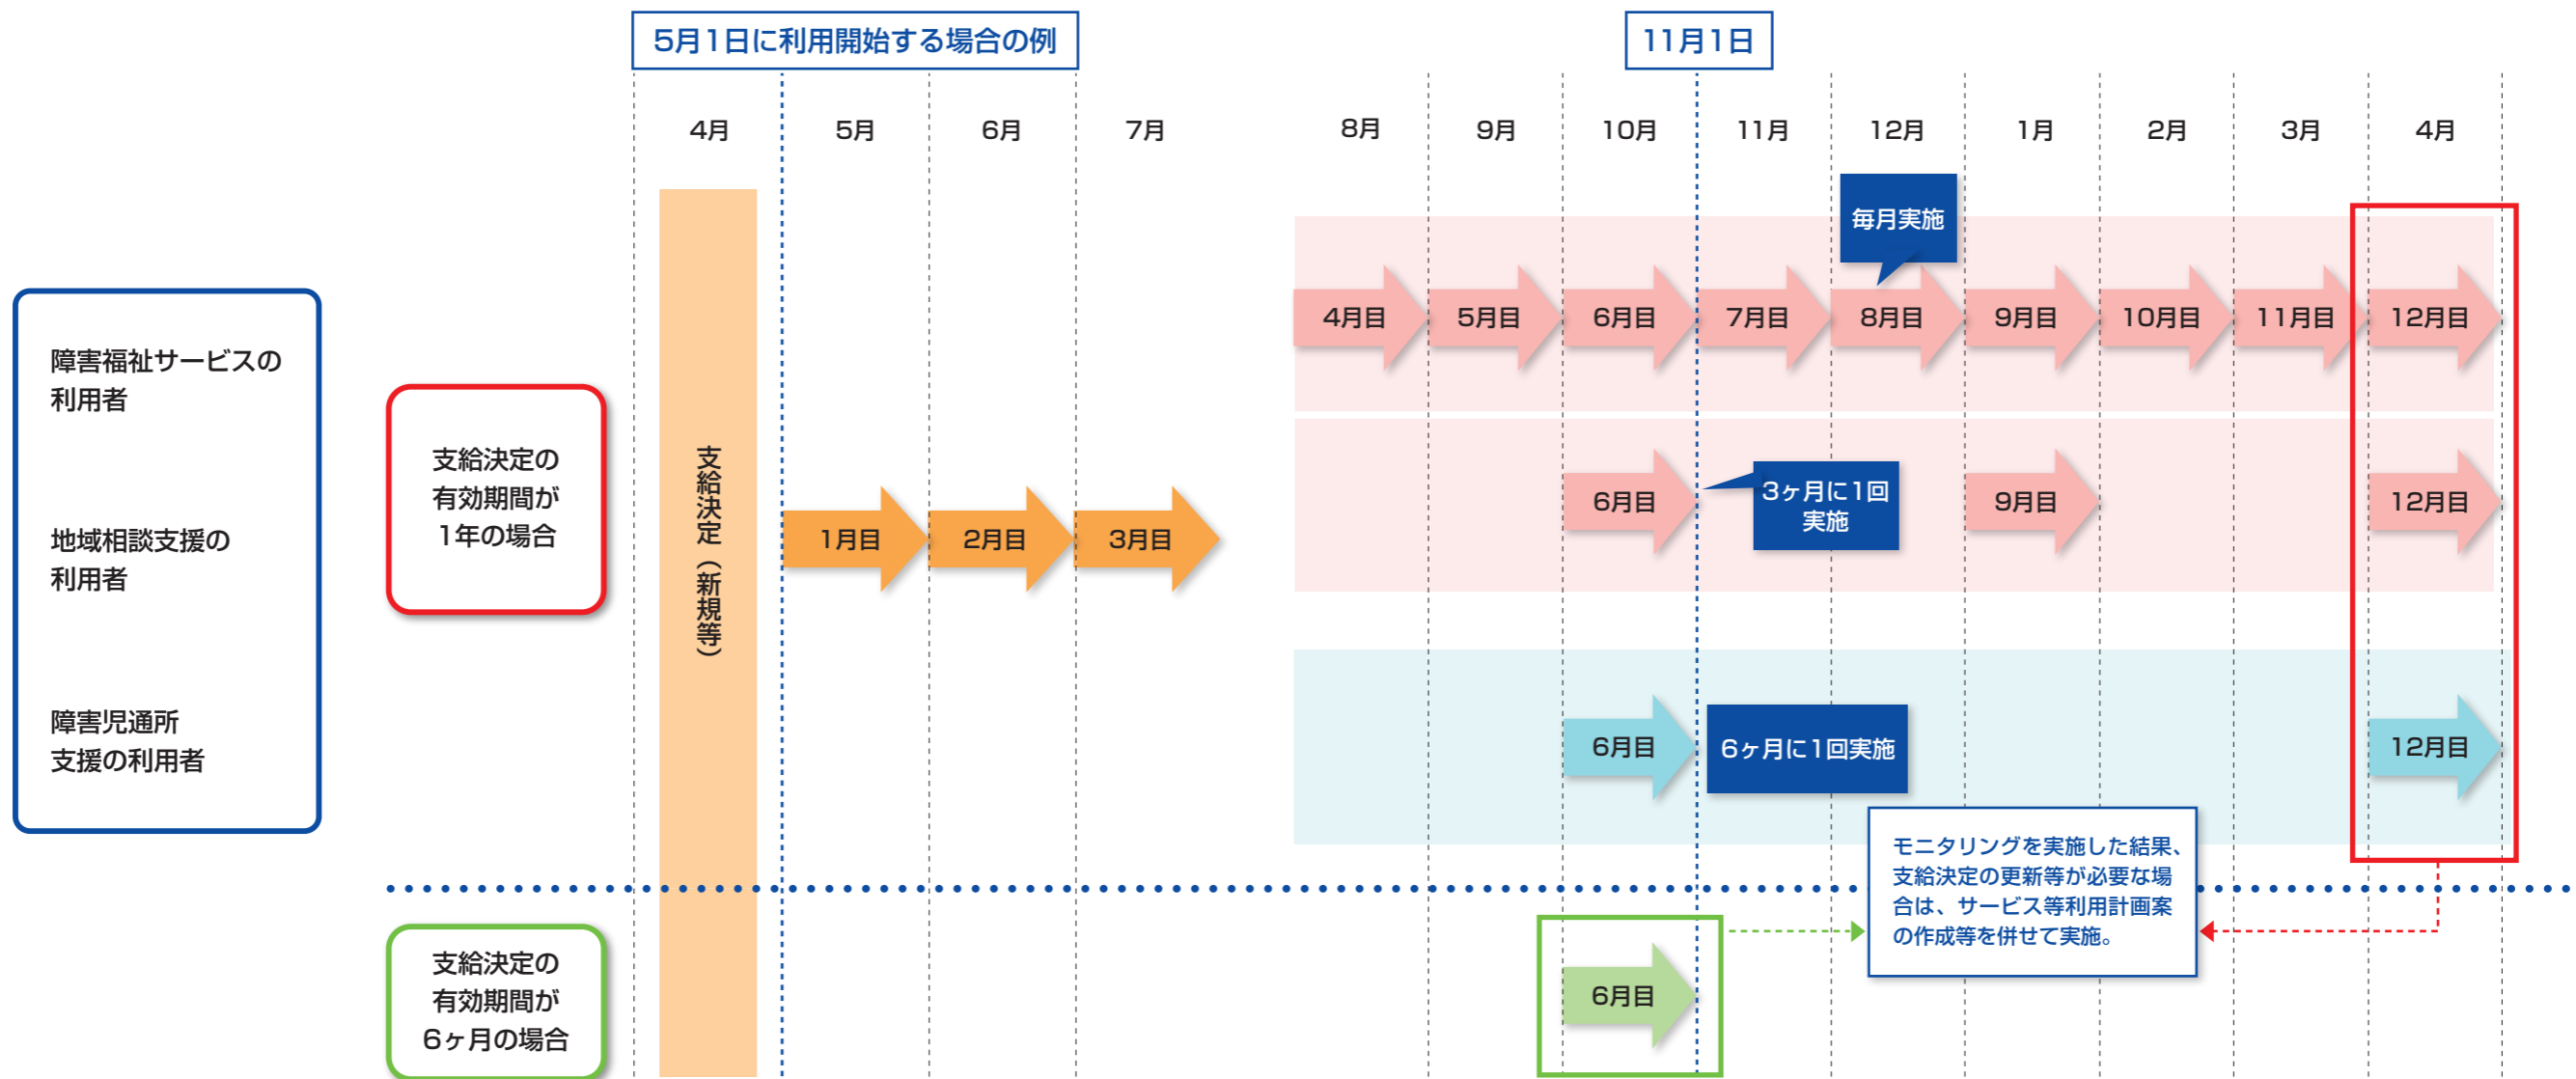 5月1日に利用開始する場合の例
11月1日
4月
5月
6月
7月
8月
9月
10月
11月
12月
1月
2月
3月
4月
障害福祉サービスの
利用者
地域相談支援の
利用者
障害児通所
支援の利用者
支給決定の
有効期間が
1年の場合
支給決定（新規等）
1月目
2月目
3月目
毎月実施
4月目
5月目
6月目
7月目
8月目
9月目
10月目
11月目
12月目
6月目
3ヶ月に1回
実施
9月目
12月目
6月目
6ヶ月に1回実施
12月目
モニタリングを実施した結果、
支給決定の更新等が必要な場
合は、サービス等利用計画案
の作成等を併せて実施。
支給決定の
有効期間が
6ヶ月の場合
6月目